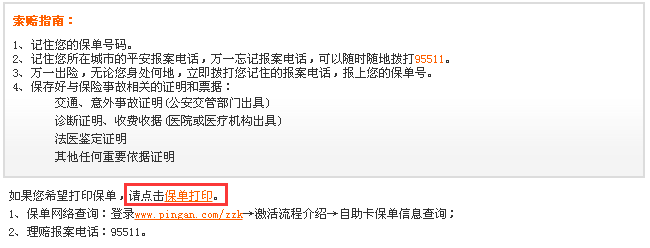 索赔指南：
1、记住您的保单号码。
2、记住您所在城市的平安报案电话，万一忘记报案电话，可以随时随地拨打95511。
3、万一出险，无论您身处何地，立即拨打您记住的报案电话，报上您的保单号。
4、保存好与保险事故相关的证明和票据：
交通、意外事故证明(公安交管部门出具)
诊断证明、收费收据(医院或医疗机构出具)
法医鉴定证明
其他任何重要依据证明
如果您希望打印保单，请点击保单打印。
1、保单网络查询：登录www.pingan.com/zzk→激活流程介绍→自助卡保单信息查询；
2、理赔报案电话：95511。